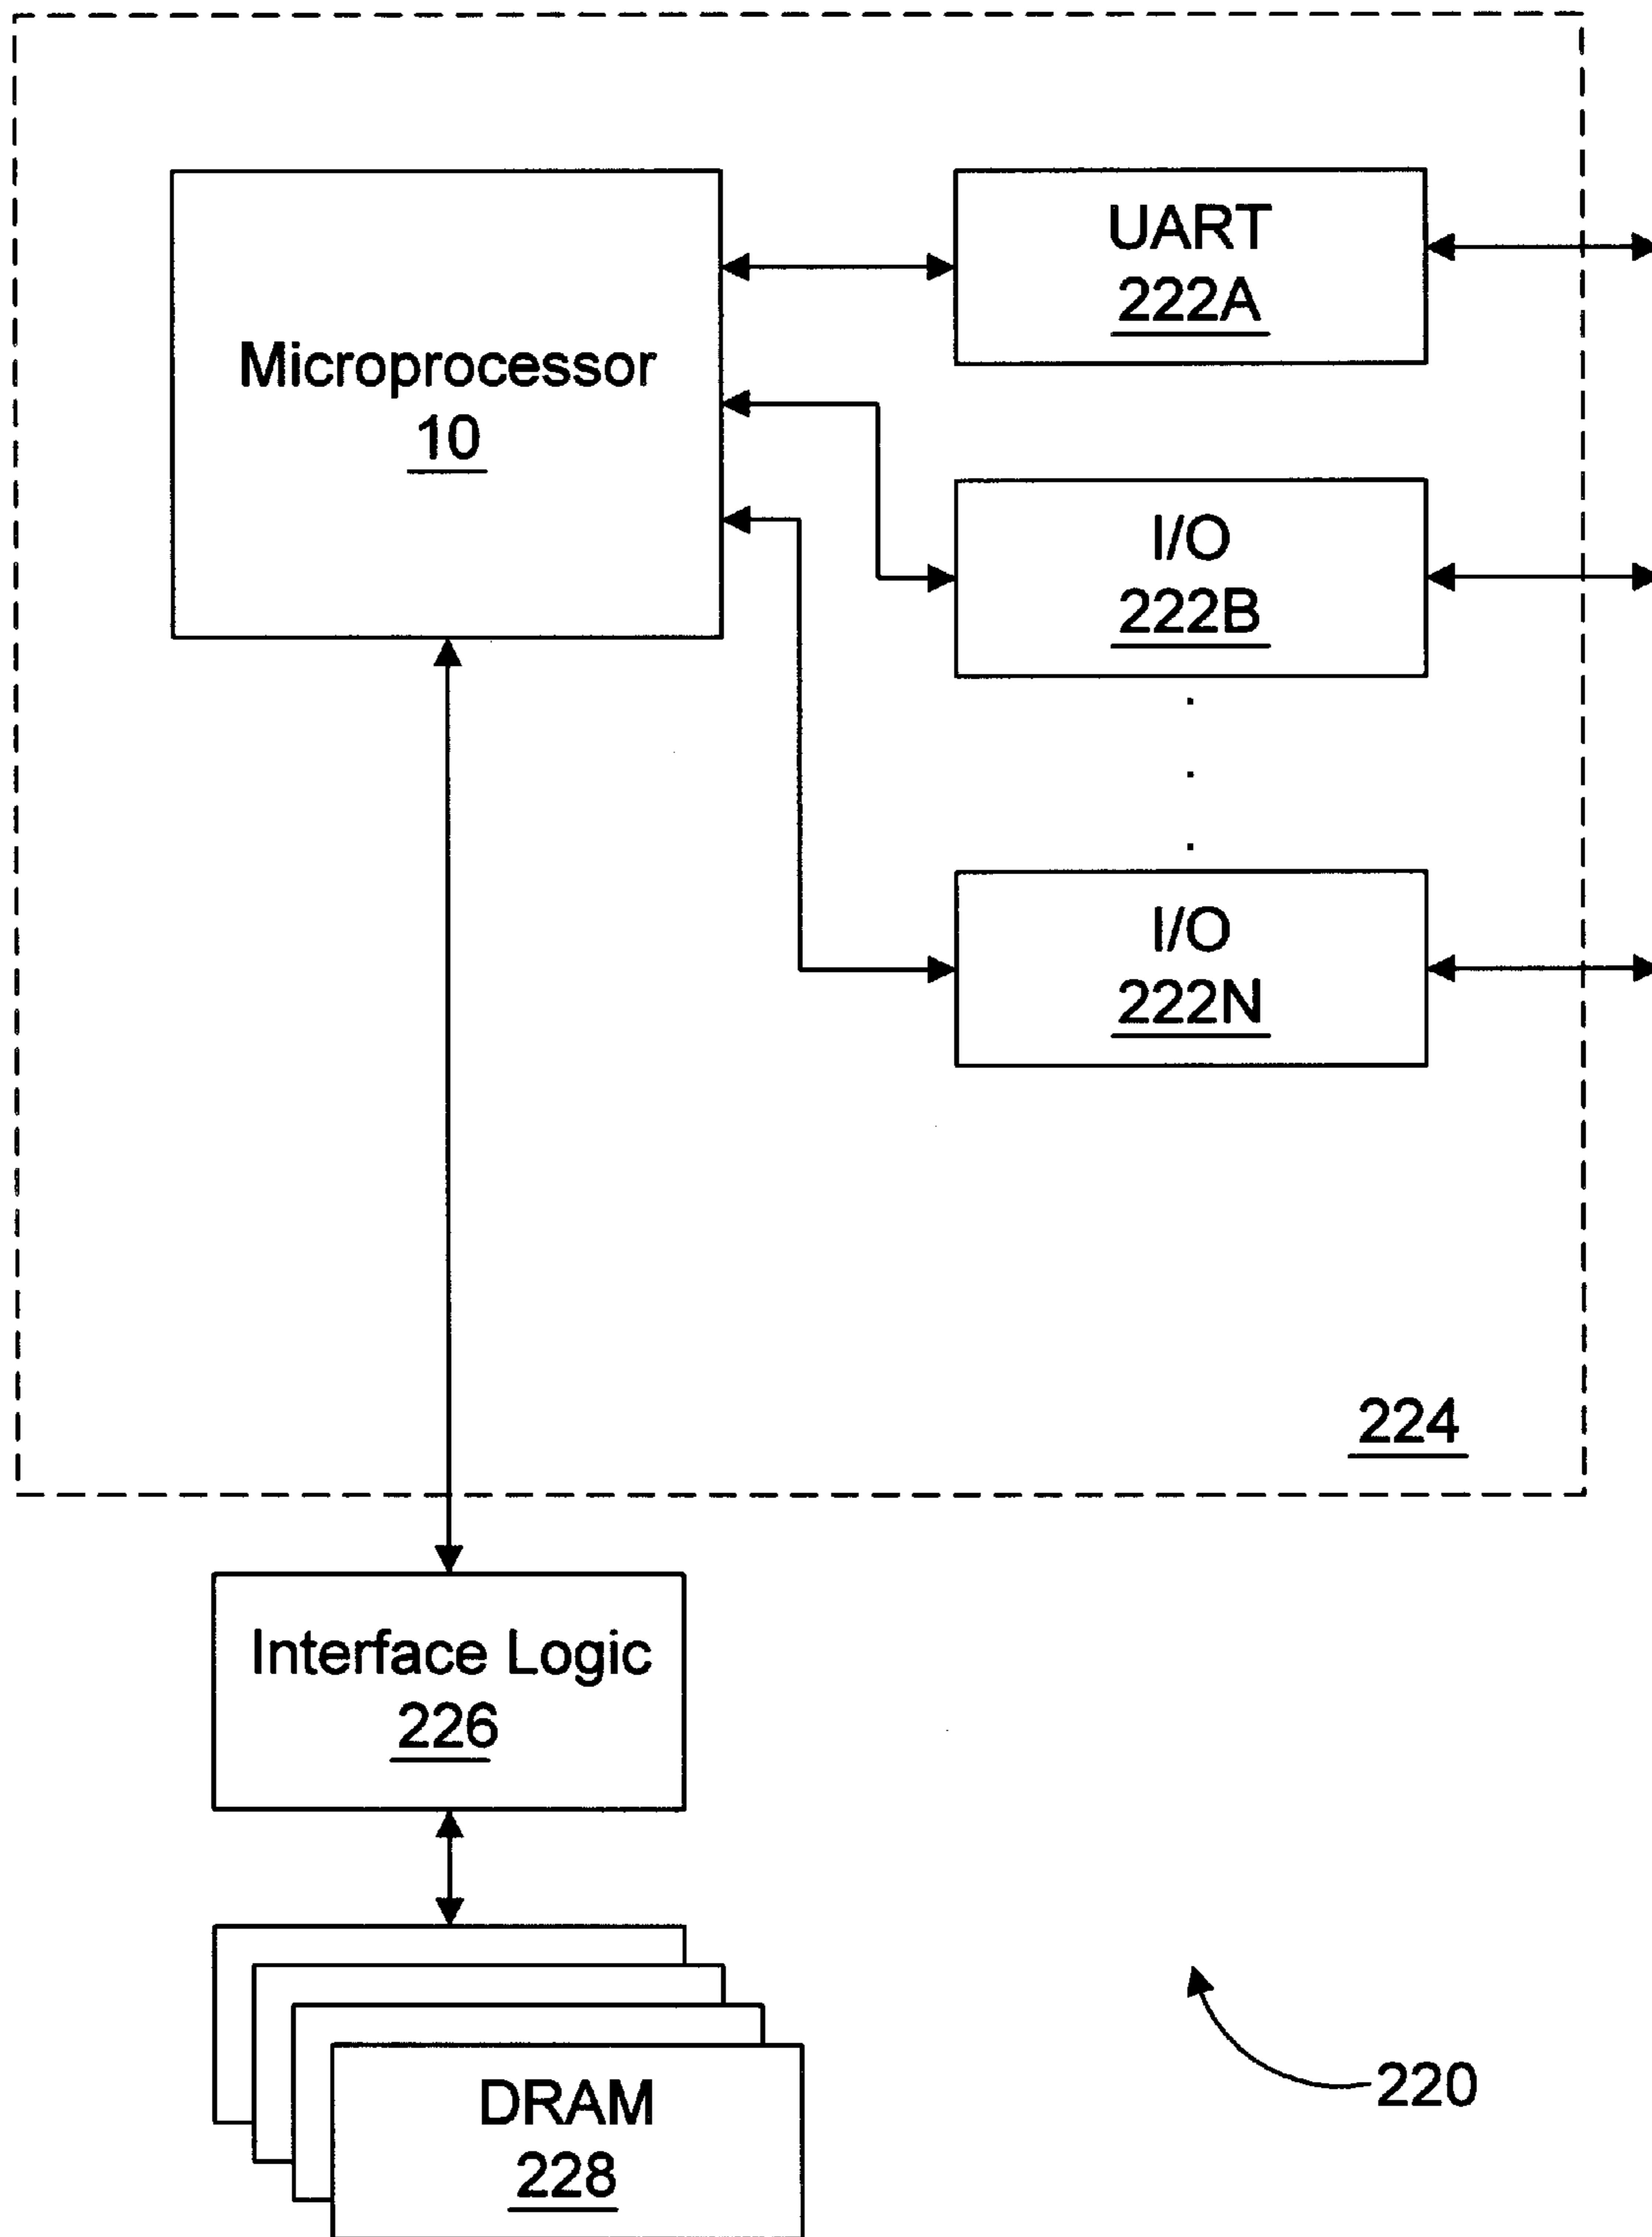 UART
222A
Microprocessor
10
I/O
222B
I/O
222N
224
Interface Logic
226
DRAM
228
220